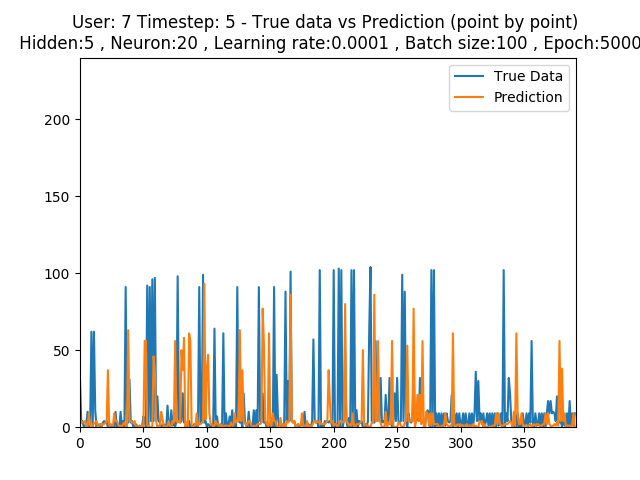 User: 7 Timestep: 5 - True data vs Prediction (point by point)
Hidden:5 , Neuron:20 , Learning rate:0.0001 , Batch size:100 , Epoch:5000
True Data
Prediction
200
150
100
50
0
0 50 100 150 200 250 300 350